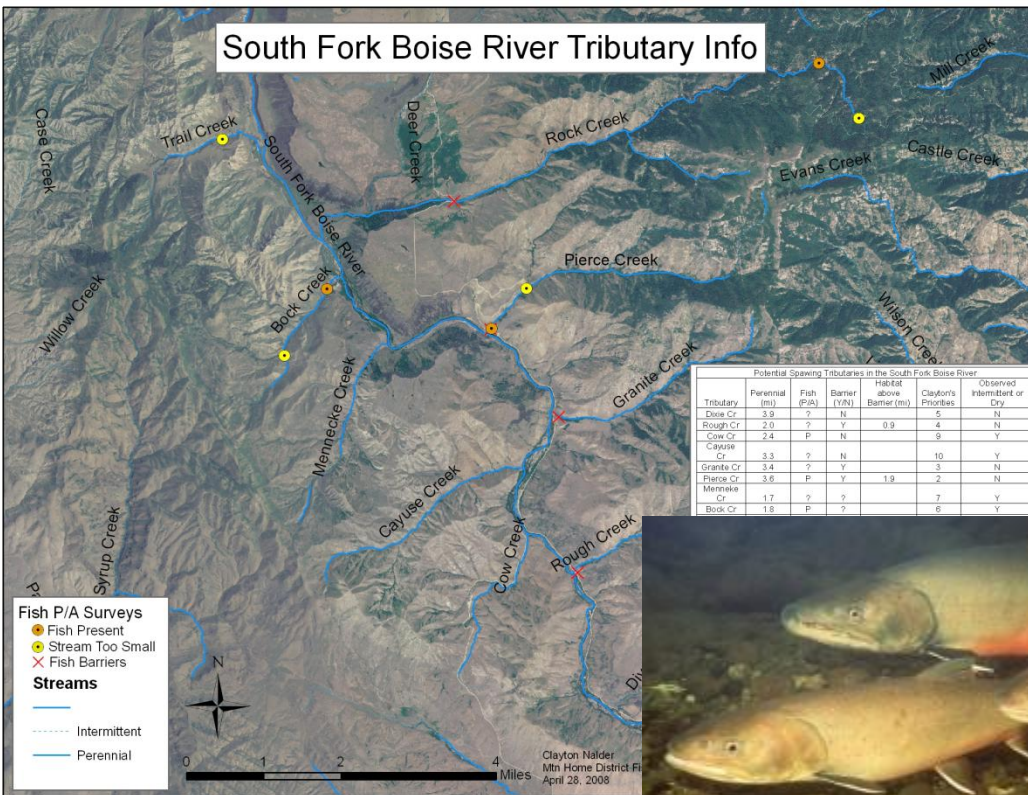 South Fork Boise River Tributary Info
Mill Creek
Case Creek
Trail Creek
Deer Creek
Rock Creek
Castle Creek
Evans Creek
South Fork Boise River
Pierce Creek
Bock Creek
Willow Creek
Wilson Creek
Granite Creek
Mennecke Creek
Cayuse Creek
Syrup Creek
Cow Creek
Rough Creek
Potential Spawing Tributaries in the South Fork Boise River
Tributary Perennial (mi) Fish (P/A) Barrier (Y/N) Habitat above Barrier (mi) Clayton's Priorities Observed Intermittent or Dry
Dixie Cr 3.9 ? N 5 N
Rough Cr 2.0 ? Y 0.9 4 N
Cow Cr 2.4 P N 9 Y
Cayuse Cr 3.3 ? N 10 Y
Granite Cr 3.4 ? Y 3 N
Pierce Cr 3.6 P Y 1.9 2 N
Menneke Cr 1.7 ? ? 7 Y
Bock Cr 1.8 P ? 6 Y
Fish P/A Surveys
Fish Present
Stream Too Small
Fish Barriers
Streams
Intermittent
Perennial
N
0 1 2 4
Miles
Clayton Nalder
Mtn Home District Fi
April 28, 2008